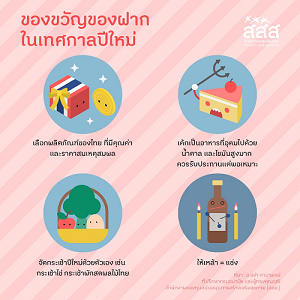 ของขวัญของฝาก
ในเทศกาลปีใหม่
สสส
เลือกผลิตภัณฑ์ของไทย ที่มีคุณค่า
และราคาสมเหตุสมผล
เค้กเป็นอาหารที่อุดมไปด้วย
น้ำตาล และไขมันสูงมาก
ควรรับประทานแต่พอเหมาะ
จัดกระเช้าปีใหม่ด้วยตัวเอง เช่น
กระเช้าไข่ กระเช้าผักสดผลไม้ไทย
ให้เหล้า = แช่ง